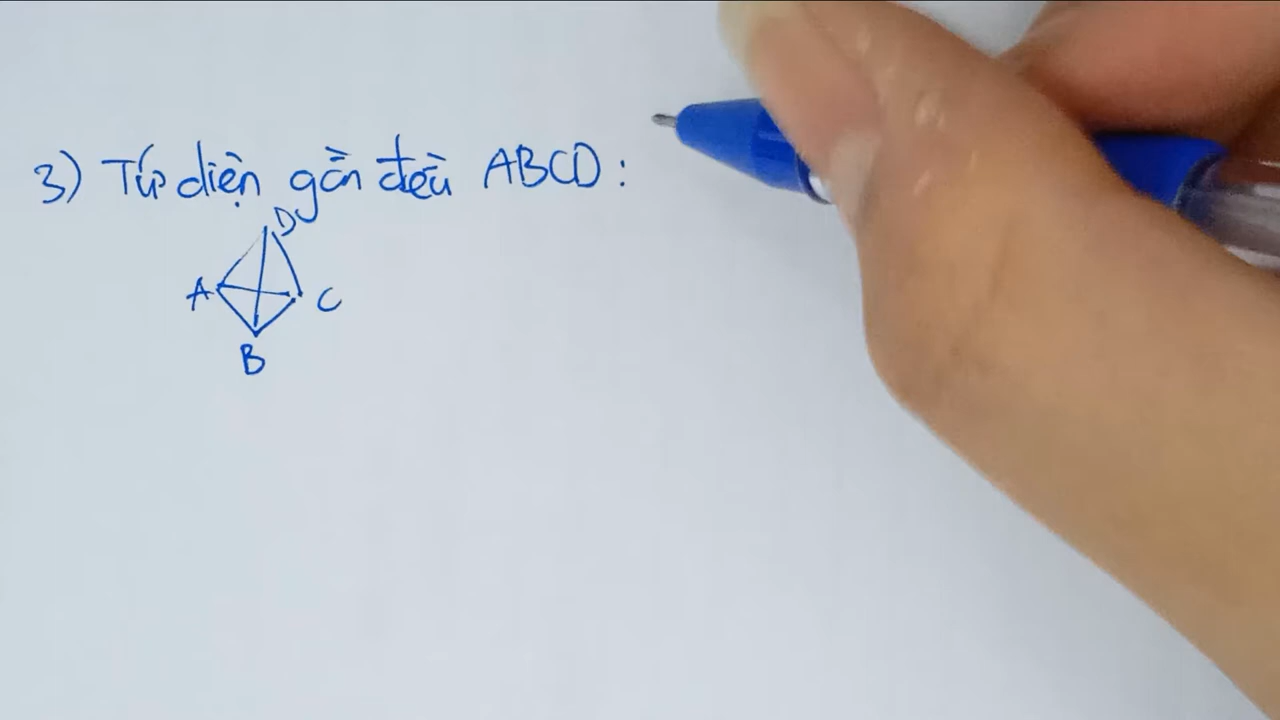 3) Tứ diện gần đều ABCD:
D
A
C
B